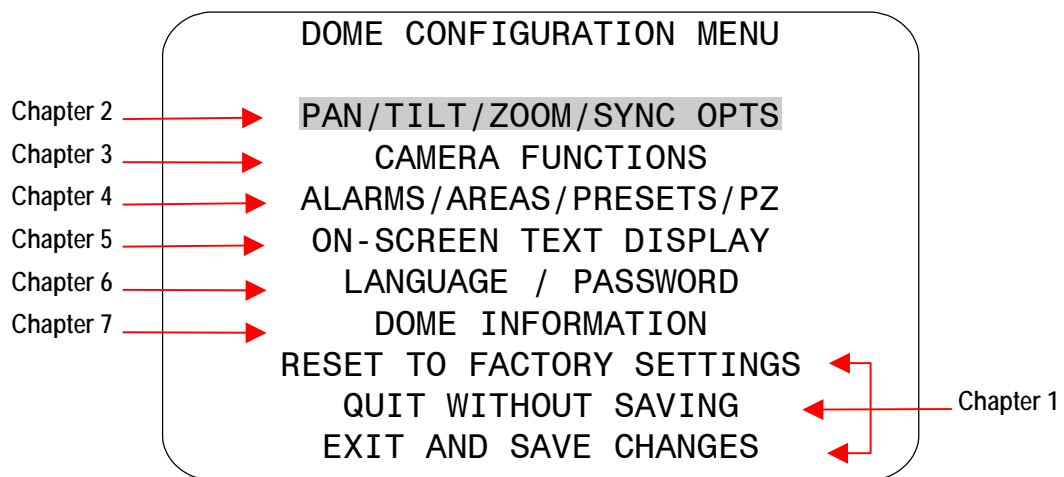 DOME CONFIGURATION MENU
Chapter 2 PAN/TILT/ZOOM/SYNC OPTS
Chapter 3 CAMERA FUNCTIONS
Chapter 4 ALARMS/AREAS/PRESETS/PZ
Chapter 5 ON-SCREEN TEXT DISPLAY
Chapter 6 LANGUAGE / PASSWORD
Chapter 7 DOME INFORMATION
RESET TO FACTORY SETTINGS
QUIT WITHOUT SAVING Chapter 1
EXIT AND SAVE CHANGES